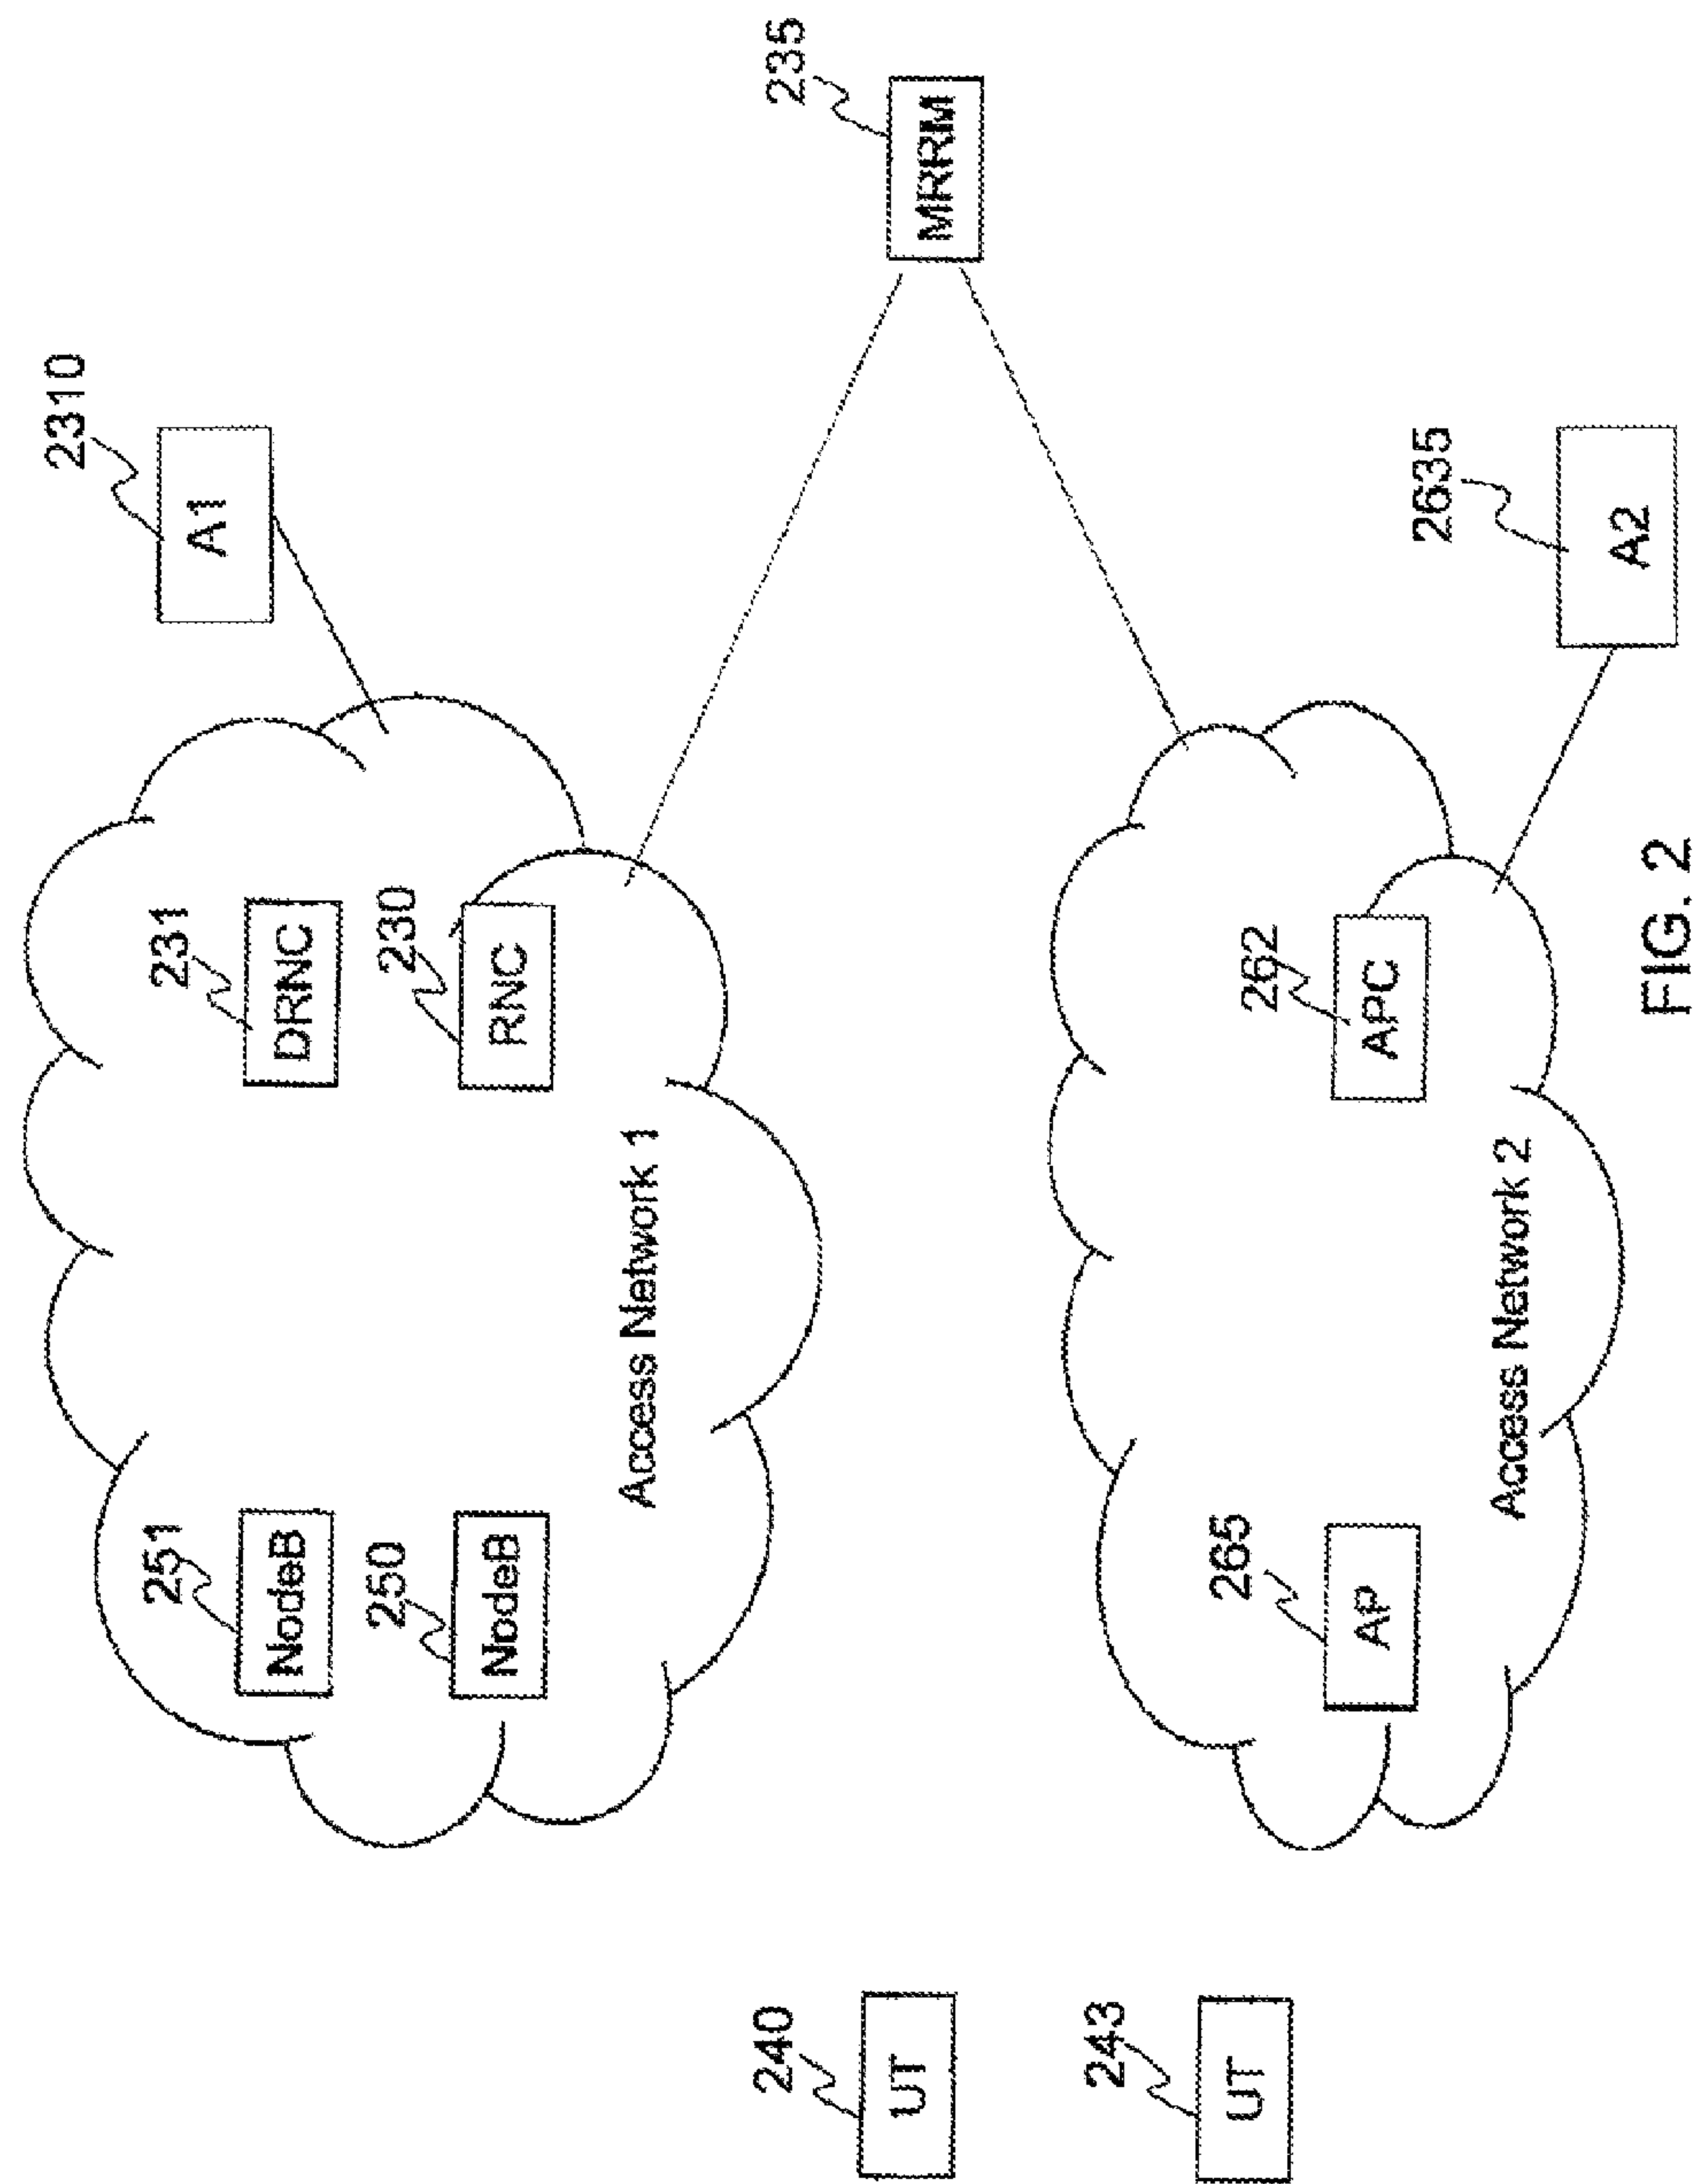 2310
A1
235
MRRM
251
NodeB
231
DRNC
250
NodeB
230
RNC
Access Network 1
240
UT
243
UT
265
AP
262
APC
Access Network 2
2635
A2
FIG. 2